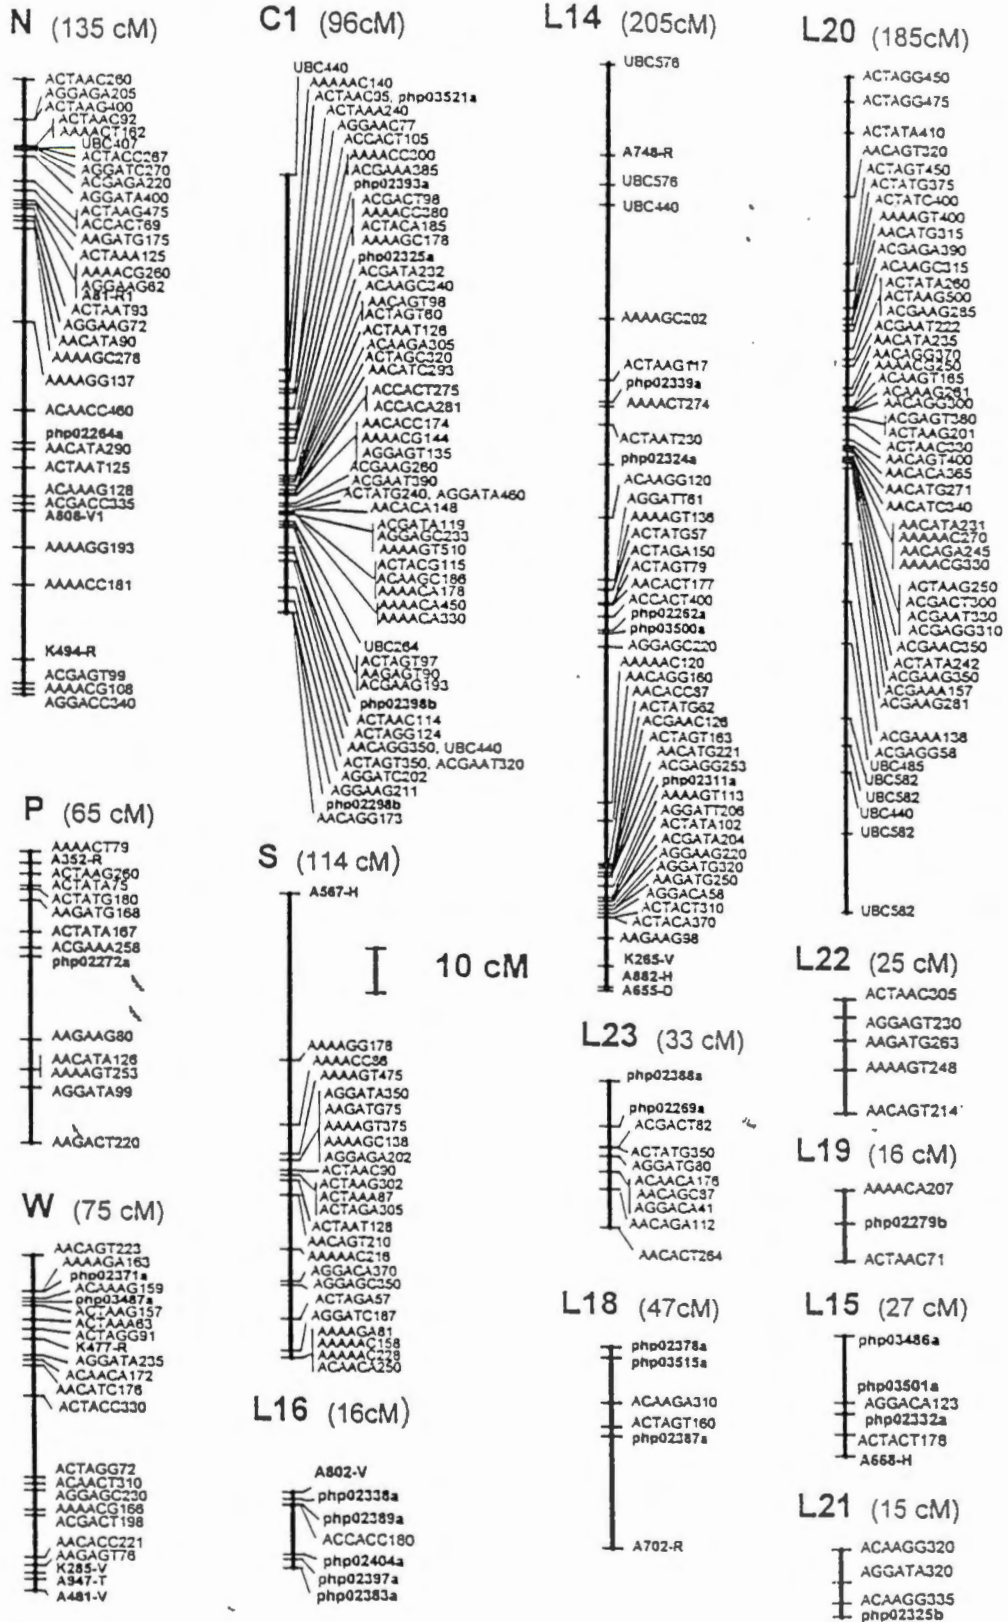 N (135 cM)
ACTAAC260
AGGAGA205
ACTAAG400
ACTAAC92
AAAACT162
UBC407
ACTACC287
AGGATC270
ACGAGA220
AGGATA400
ACTAAG475
ACCACT69
AAGATG175
ACTAAA125
AAAACG260
AGGAAG62
A81-R1
ACTAAT93
AGGAAG72
AACATA90
AAAAGC278
AAAAGG137
ACAACC460
php02264a
AACATA290
ACTAAT125
ACAAAG128
ACGACC335
A808-V1
AAAAGG193
AAAACC181
K494-R
ACGAGT99
AAAACG108
AGGACC340
P (65 cM)
AAAACT79
A352-R
ACTAAG260
ACTATA75
ACTATG180
AAGATG168
ACTATA167
ACGAAA258
php02272a
AAGAAG80
AACATA126
AAAAGT253
AGGATA99
AAGACT220
W (75 cM)
AACAGT223
AAAAGA163
php02371a
ACAAAG159
php03487a
ACTAAG157
ACTAAA63
ACTAGG91
K477-R
AGGATA235
ACAACA172
AACATC176
ACTACC330
ACTAGG72
ACAACT310
AGGAGC230
AAAACG166
ACGACT198
AACACC221
AAGAGT76
K285-V
A947-T
A481-V
C1 (96cM)
UBC440
AAAAAC140
ACTAAC35, php03521a
ACTAAA240
AGGAAC77
ACCACT105
AAAACC300
ACGAAA385
php02393a
ACGACT98
AAAACC380
ACTACA185
AAAAGC178
php02325a
ACGATA232
ACAAGC340
AACAGT98
ACTAGT60
ACTAAT126
ACAAGA305
ACTAGC320
AACATC293
ACCACT275
ACCACA281
AACACC174
AAAACG144
AGGAGT135
ACGAAG260
ACGAAT390
ACTATG240, AGGATA460
AACACA148
ACGATA119
AGGAGC233
AAAAGT510
ACTACG115
ACAAGC186
AAAACA178
AAAACA450
AAAACA330
UBC264
ACTAGT97
AAGAGT90
ACGAAG193
php02398b
ACTAAC114
ACTAGG124
AACAGG350, UBC440
ACTAGT350, ACGAAT320
AGGATC202
AGGAAG211
php02298b
AACAGG173
S (114 cM)
A567-H
10 cM
AAAAGG178
AAAACC86
AAAAGT475
AGGATA350
AAGATG75
AAAAGT375
AAAAGC138
AGGAGA202
ACTAAC90
ACTAAG302
ACTAAA87
ACTAGA305
ACTAAT128
AACAGT210
AAAAAC216
AGGACA370
AGGAGC350
ACTAGA57
AGGATC187
AAAAGA81
AAAAAC158
AAAAAC228
ACAACA250
L16 (16cM)
A802-V
php02338a
php02389a
ACCACC180
php02404a
php02397a
php02383a
L14 (205cM)
UBC576
A748-R
UBC576
UBC440
AAAAGC202
ACTAAGT17
php02339a
AAAACT274
ACTAAT230
php02324a
ACAAGG120
AGGATT61
AAAAGT136
ACTATG57
ACTAGA150
ACTAGT79
AACACT177
ACCACT400
php02262a
php03500a
AGGAGC220
AAAAAC120
AACAGG160
AACACC87
ACTATG62
ACGAAC126
ACTAGT163
AACATG221
ACGAGG253
php02311a
AAAAGT113
AGGATT206
ACTATA102
ACGATA204
AGGAAG220
AGGATG320
AAGATG250
AGGACA58
ACTACT310
ACTACA370
AAGAAG98
K265-V
A882-H
A655-D
L23 (33 cM)
php02388a
php02269a
ACGACT82
ACTATG350
AGGATG80
ACAACA176
AACAGC37
AGGACA41
AACAGA112
AACACT264
L18 (47cM)
php02378a
php03515a
ACAAGA310
ACTAGT160
php02387a
A702-R
L20 (185cM)
ACTAGG450
ACTAGG475
ACTATA410
AACAGT320
ACTAGT450
ACTATG375
ACTATC400
AAAAGT400
AACATG315
ACGAGA390
ACAAGC315
ACTATA260
ACTAAG500
ACGAAG285
ACGAAT222
AACATA235
AACAGG370
AAAACG250
ACAAGT165
ACAAAG261
AACAGG300
ACGAGT380
ACTAAG201
ACTAAC330
AACAGT400
AACACA365
AACATG271
AACATC340
AACATA231
AAAAAC270
AACAGA245
AAAACG330
AGTAAG250
ACGACT300
ACGAAT330
ACGAGG310
ACGAAC350
ACTATA242
ACGAAG350
ACGAAA157
ACGAAG281
ACGAAA138
ACGAGG58
UBC485
UBC582
UBC582
UBC440
UBC582
UBC582
L22 (25 cM)
ACTAAC305
AGGAGT230
AAGATG263
AAAAGT248
AACAGT214
L19 (16 cM)
AAAACA207
php02279b
ACTAAC71
L15 (27 cM)
php03486a
php03501a
AGGACA123
php02332a
ACTACT178
A668-H
L21 (15 cM)
ACAAGG320
AGGATA320
ACAAGG335
php02325b